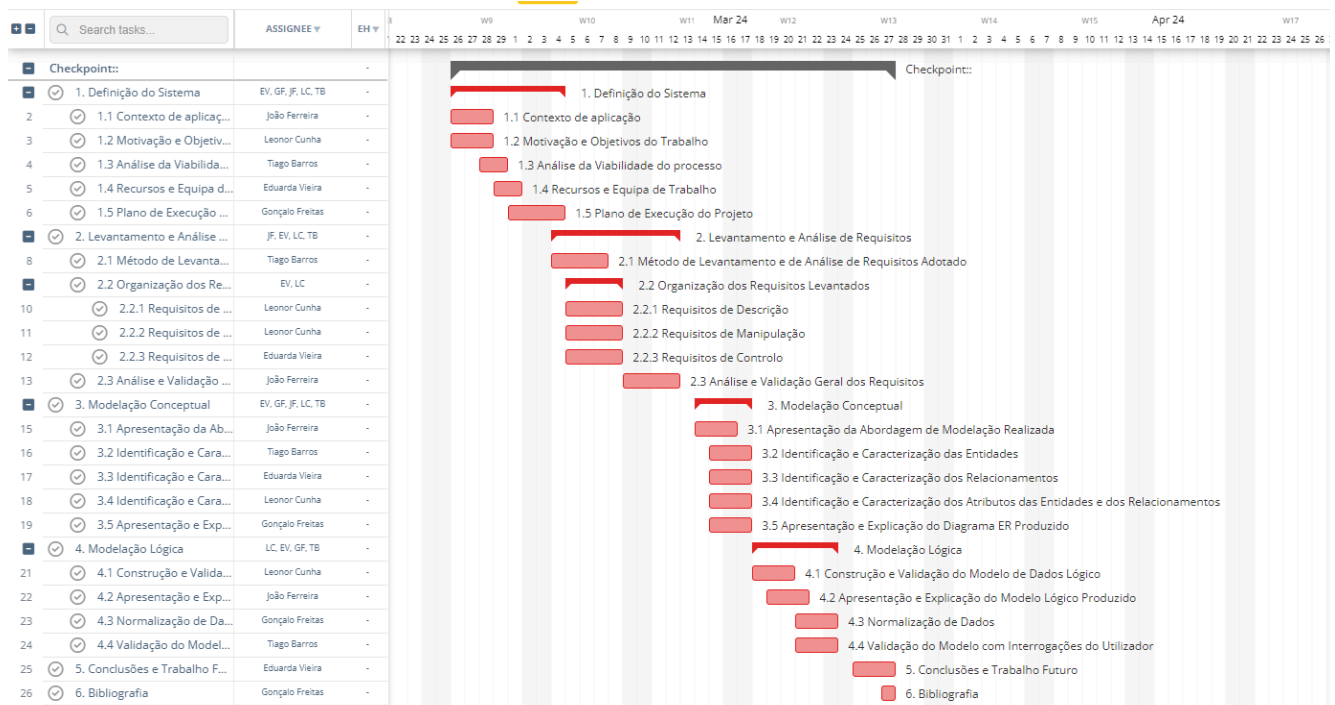 W9 W10 W11 Mar 24 W12 W13 W14 W15 Apr 24 W17
Search tasks... ASSIGNEE EH 22 23 24 25 26 27 28 29 1 2 3 4 5 6 7 8 9 10 11 12 13 14 15 16 17 18 19 20 21 22 23 24 25 26 27 28 29 30 31 1 2 3 4 5 6 7 8 9 10 11 12 13 14 15 16 17 18 19 20 21 22 23 24 25 26
Checkpoint:: - Checkpoint::
1. Definição do Sistema EV, GF, JF, LC, TB - 1. Definição do Sistema
2 1.1 Contexto de aplicaç... João Ferreira - 1.1 Contexto de aplicação
3 1.2 Motivação e Objetiv... Leonor Cunha - 1.2 Motivação e Objetivos do Trabalho
4 1.3 Análise da Viabilida... Tiago Barros - 1.3 Análise da Viabilidade do processo
5 1.4 Recursos e Equipa d... Eduarda Vieira - 1.4 Recursos e Equipa de Trabalho
6 1.5 Plano de Execução ... Gonçalo Freitas - 1.5 Plano de Execução do Projeto
2. Levantamento e Análise ... JF, EV, LC, TB - 2. Levantamento e Análise de Requisitos
8 2.1 Método de Levanta... Tiago Barros - 2.1 Método de Levantamento e de Análise de Requisitos Adotado
2.2 Organização dos Re... EV, LC - 2.2 Organização dos Requisitos Levantados
10 2.2.1 Requisitos de ... Leonor Cunha - 2.2.1 Requisitos de Descrição
11 2.2.2 Requisitos de ... Leonor Cunha - 2.2.2 Requisitos de Manipulação
12 2.2.3 Requisitos de ... Eduarda Vieira - 2.2.3 Requisitos de Controlo
13 2.3 Análise e Validação ... João Ferreira - 2.3 Análise e Validação Geral dos Requisitos
3. Modelação Conceptual EV, GF, JF, LC, TB - 3. Modelação Conceptual
15 3.1 Apresentação da Ab... João Ferreira - 3.1 Apresentação da Abordagem de Modelação Realizada
16 3.2 Identificação e Cara... Tiago Barros - 3.2 Identificação e Caracterização das Entidades
17 3.3 Identificação e Cara... Eduarda Vieira - 3.3 Identificação e Caracterização dos Relacionamentos
18 3.4 Identificação e Cara... Leonor Cunha - 3.4 Identificação e Caracterização dos Atributos das Entidades e dos Relacionamentos
19 3.5 Apresentação e Exp... Gonçalo Freitas - 3.5 Apresentação e Explicação do Diagrama ER Produzido
4. Modelação Lógica LC, EV, GF, TB - 4. Modelação Lógica
21 4.1 Construção e Valida... Leonor Cunha - 4.1 Construção e Validação do Modelo de Dados Lógico
22 4.2 Apresentação e Exp... João Ferreira - 4.2 Apresentação e Explicação do Modelo Lógico Produzido
23 4.3 Normalização de Da... Gonçalo Freitas - 4.3 Normalização de Dados
24 4.4 Validação do Model... Tiago Barros - 4.4 Validação do Modelo com Interrogações do Utilizador
25 5. Conclusões e Trabalho F... Eduarda Vieira - 5. Conclusões e Trabalho Futuro
26 6. Bibliografia Gonçalo Freitas - 6. Bibliografia